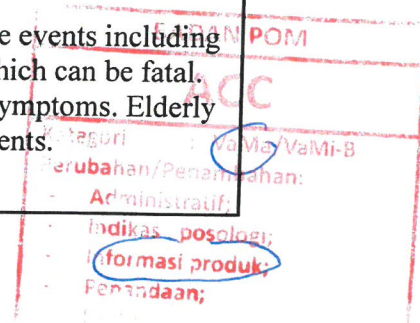 e events including
BADAN POM
hich can be fatal.
ACC
ymptoms. Elderly
ents.
Kategori : VaMa/VaMi-B
Perubahan/Penambahan:
- Administratif;
- Indikasi posologi;
- Informasi produk;
- Penandaan;